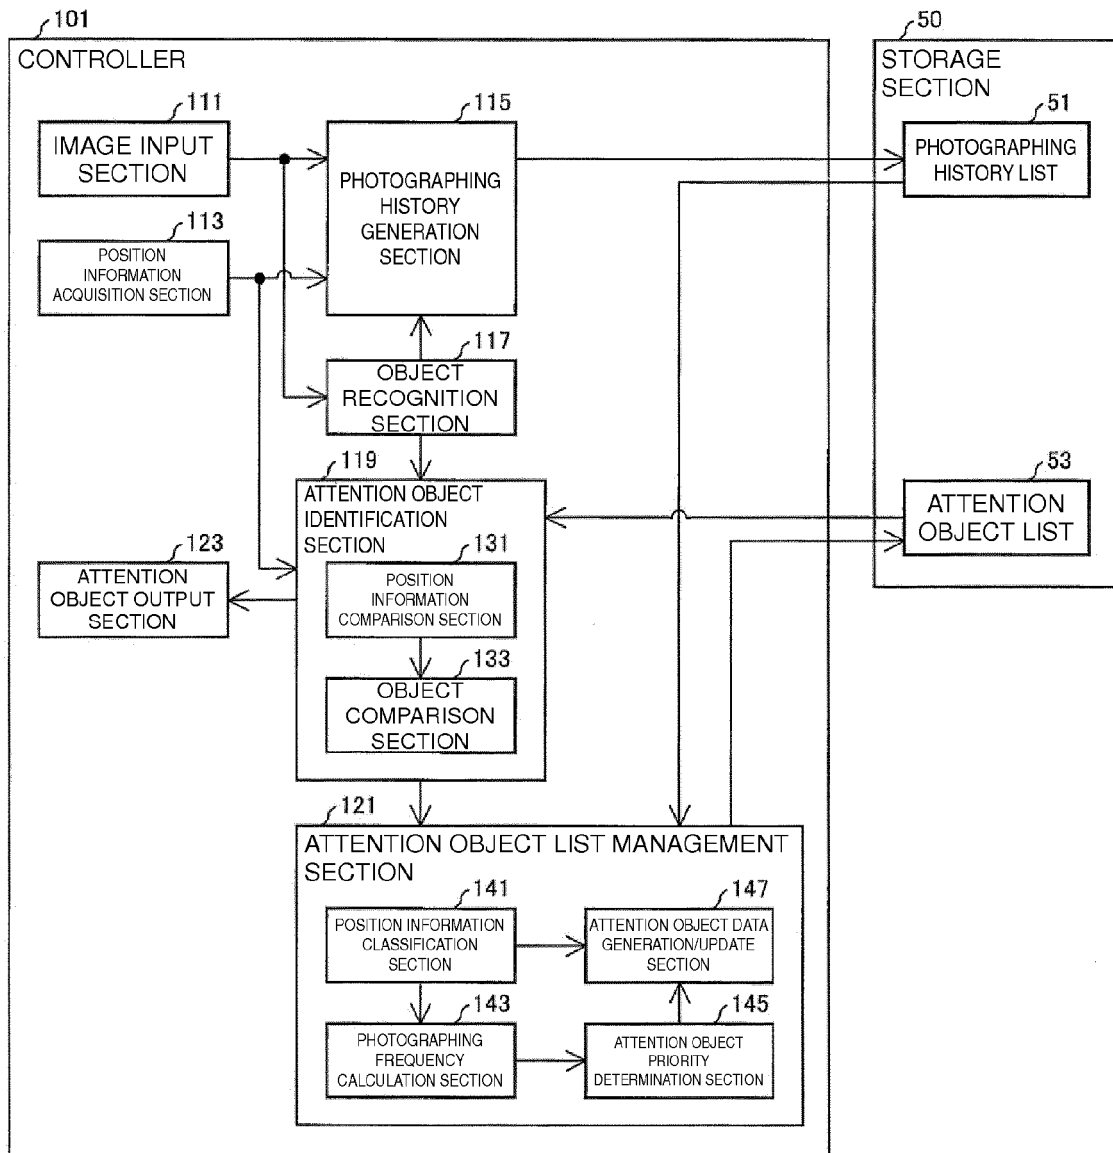 101
CONTROLLER
111
IMAGE INPUT
SECTION
113
POSITION
INFORMATION
ACQUISITION SECTION
115
PHOTOGRAPHING
HISTORY
GENERATION
SECTION
117
OBJECT
RECOGNITION
SECTION
119
ATTENTION OBJECT
IDENTIFICATION
SECTION
131
POSITION
INFORMATION
COMPARISON SECTION
133
OBJECT
COMPARISON
SECTION
123
ATTENTION
OBJECT OUTPUT
SECTION
121
ATTENTION OBJECT LIST MANAGEMENT
SECTION
141
POSITION INFORMATION
CLASSIFICATION
SECTION
147
ATTENTION OBJECT DATA
GENERATION/UPDATE
SECTION
143
PHOTOGRAPHING
FREQUENCY
CALCULATION SECTION
145
ATTENTION OBJECT
PRIORITY
DETERMINATION SECTION
50
STORAGE
SECTION
51
PHOTOGRAPHING
HISTORY LIST
53
ATTENTION
OBJECT LIST